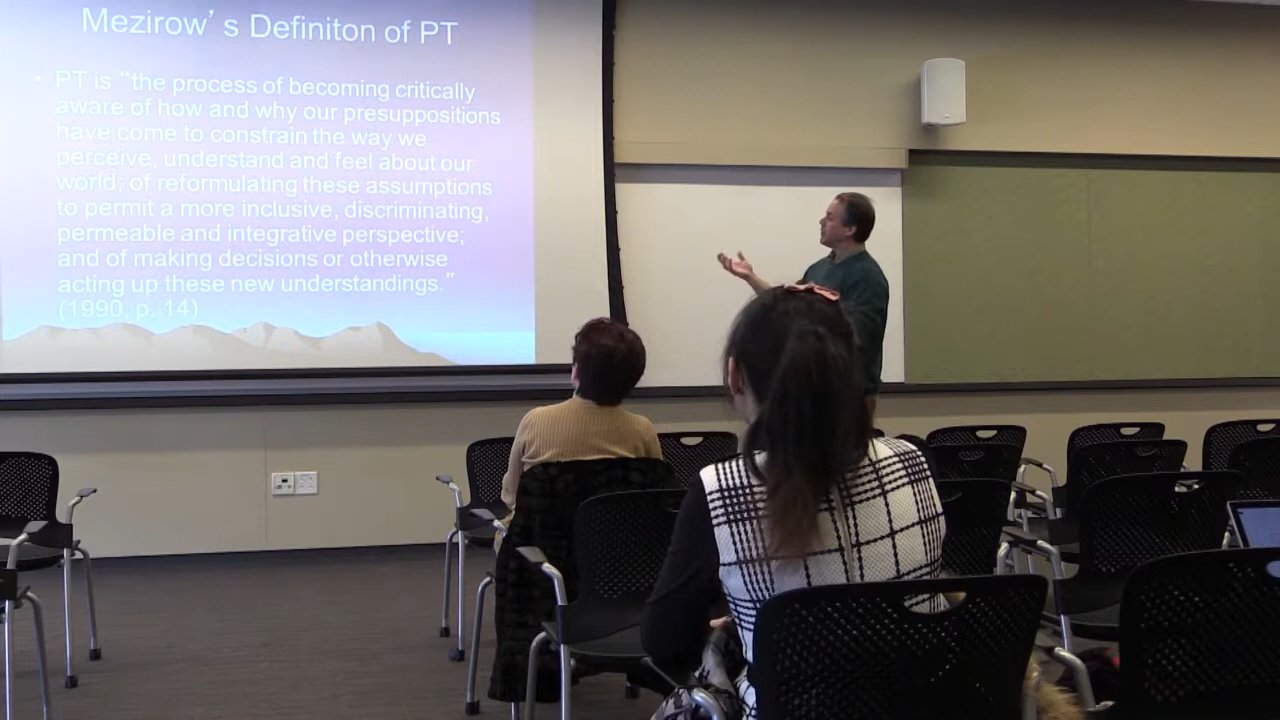 Mezirow's Definiton of PT
• PT is "the process of becoming critically
aware of how and why our presuppositions
have come to constrain the way we
perceive, understand and feel about our
world; of reformulating these assumptions
to permit a more inclusive, discriminating,
permeable and integrative perspective;
and of making decisions or otherwise
acting up these new understandings."
(1990, p. 14)